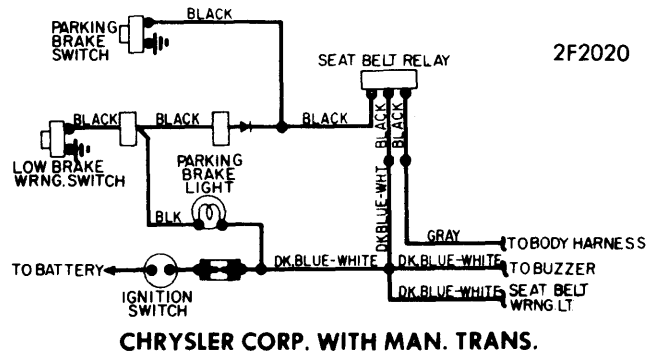 BLACK
PARKING
BRAKE
SWITCH
2F2020
SEAT BELT RELAY
BLACK
BLACK
BLACK
BLACK
BLACK
LOW BRAKE
WRNG. SWITCH
PARKING
BRAKE
LIGHT
DK.BLUE-WHT
BLK
GRAY
TO BODY HARNESS
TO BATTERY
DK.BLUE-WHITE
DK.BLUE-WHITE
TO BUZZER
IGNITION
SWITCH
DK.BLUE-WHITE
SEAT BELT
WRNG. LT.
CHRYSLER CORP. WITH MAN. TRANS.